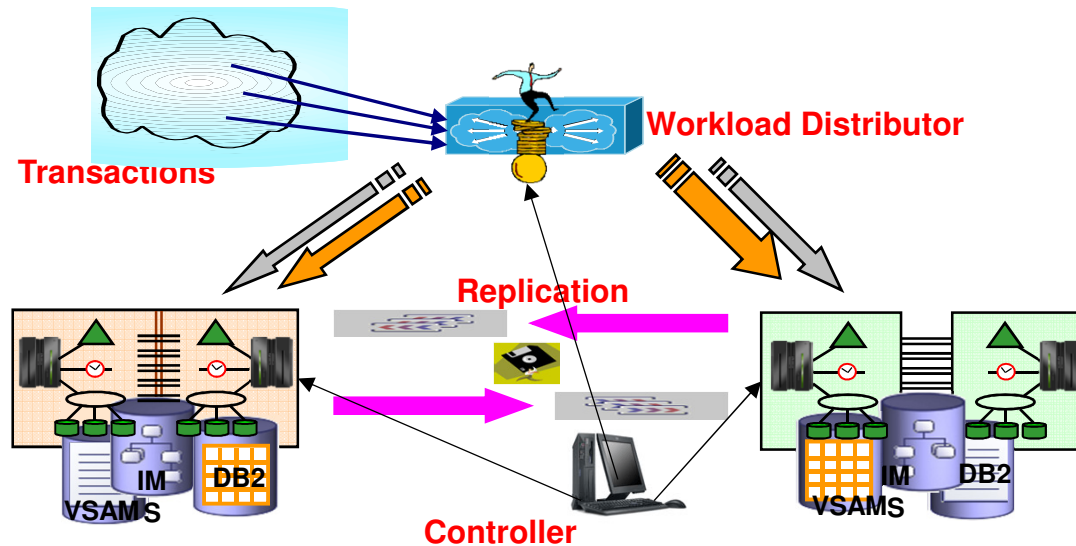 Transactions
Workload Distributor
Replication
IM
DB2
VSAMS
IM
DB2
VSAMS
Controller